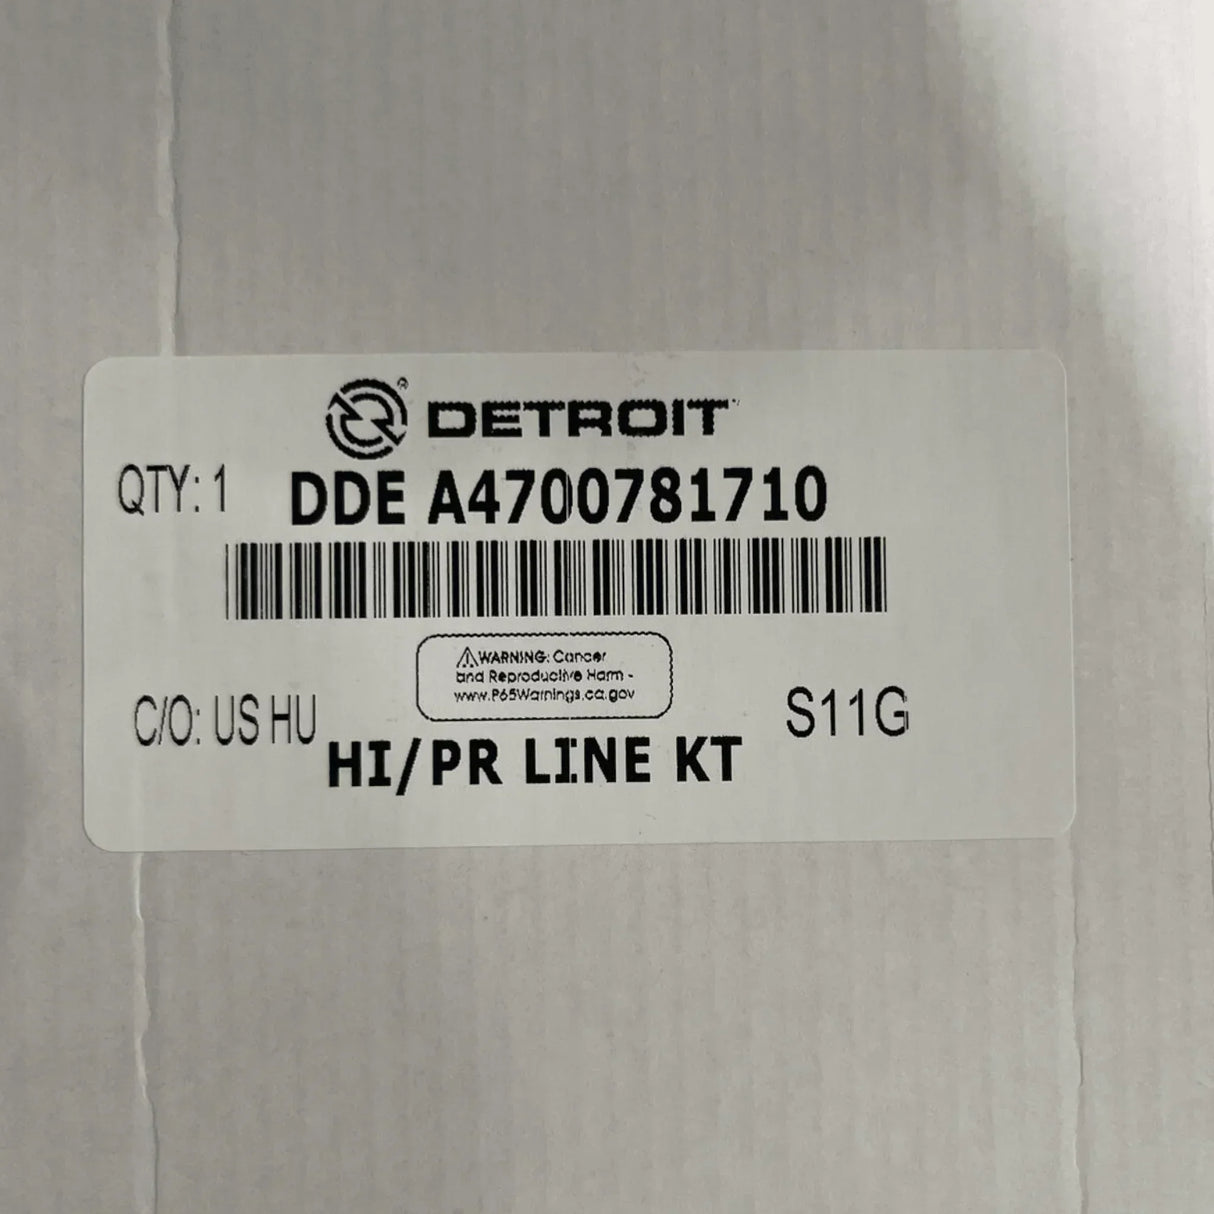 DETROIT
QTY: 1 DDE A4700781710
⚠WARNING: Cancer
and Reproductive Harm -
www.P65Warnings.ca.gov
C/O: US HU S11G
HI/PR LINE KT